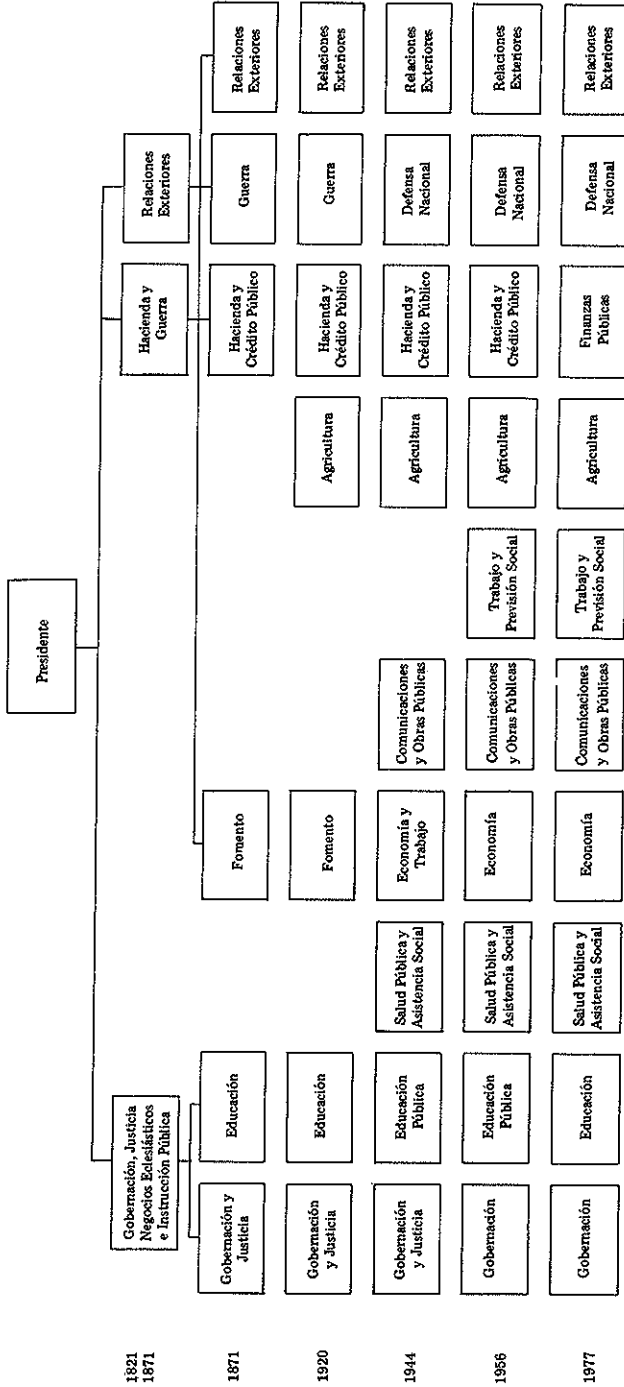 Presidente
1821
1871
Gobernación, Justicia
Negocios Eclesiásticos
e Instrucción Pública
Hacienda y
Guerra
Relaciones
Exteriores
1871
Gobernación y
Justicia
Educación
Fomento
Hacienda y
Crédito Público
Guerra
Relaciones
Exteriores
1920
Gobernación
y Justicia
Educación
Fomento
Agricultura
Hacienda y
Crédito Público
Guerra
Relaciones
Exteriores
1944
Gobernación
y Justicia
Educación
Pública
Salud Pública y
Asistencia Social
Economía y
Trabajo
Comunicaciones
y Obras Públicas
Agricultura
Hacienda y
Crédito Público
Defensa
Nacional
Relaciones
Exteriores
1956
Gobernación
Educación
Pública
Salud Pública y
Asistencia Social
Economía
Comunicaciones
y Obras Públicas
Trabajo y
Previsión Social
Agricultura
Hacienda y
Crédito Público
Defensa
Nacional
Relaciones
Exteriores
1977
Gobernación
Educación
Salud Pública y
Asistencia Social
Economía
Comunicaciones
y Obras Públicas
Trabajo y
Previsión Social
Agricultura
Finanzas
Públicas
Defensa
Nacional
Relaciones
Exteriores